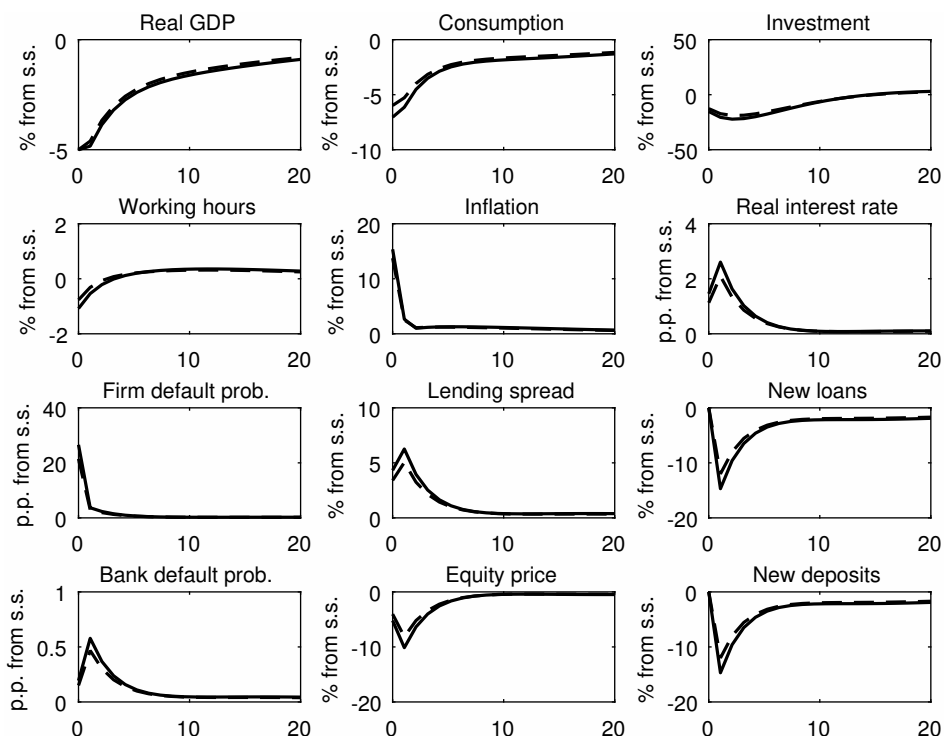 Real GDP
% from s.s.
0
-5
0 10 20
Consumption
% from s.s.
0
-5
-10
0 10 20
Investment
% from s.s.
50
0
-50
0 10 20
Working hours
% from s.s.
2
0
-2
0 10 20
Inflation
% from s.s.
20
10
0
0 10 20
Real interest rate
p.p. from s.s.
4
2
0
0 10 20
Firm default prob.
p.p. from s.s.
40
20
0
0 10 20
Lending spread
% from s.s.
10
5
0
0 10 20
New loans
% from s.s.
0
-10
-20
0 10 20
Bank default prob.
p.p. from s.s.
1
0.5
0
0 10 20
Equity price
% from s.s.
0
-10
-20
0 10 20
New deposits
% from s.s.
0
-10
-20
0 10 20